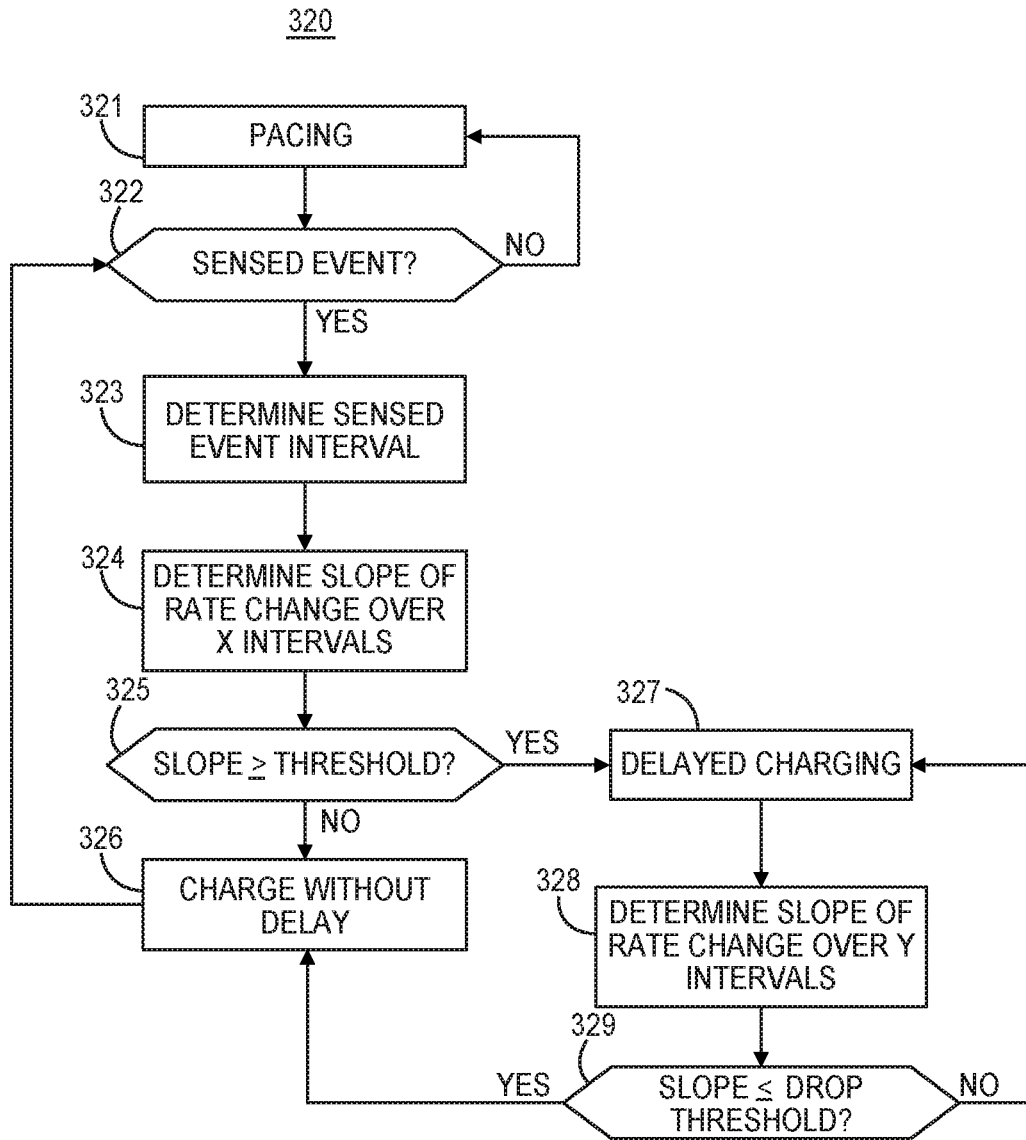 320
321
PACING
322
SENSED EVENT?
NO
YES
323
DETERMINE SENSED
EVENT INTERVAL
324
DETERMINE SLOPE OF
RATE CHANGE OVER
X INTERVALS
325
SLOPE ≥ THRESHOLD?
YES
NO
326
CHARGE WITHOUT
DELAY
327
DELAYED CHARGING
328
DETERMINE SLOPE OF
RATE CHANGE OVER Y
INTERVALS
329
SLOPE ≤ DROP
THRESHOLD?
YES
NO